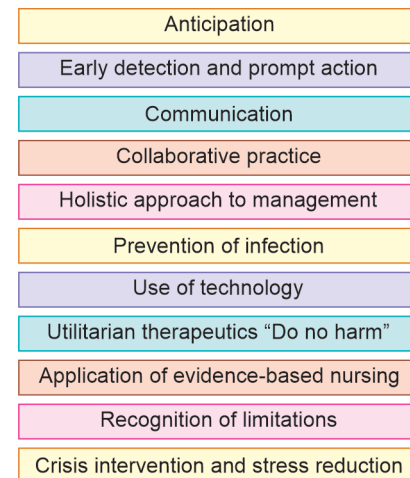 Anticipation
Early detection and prompt action
Communication
Collaborative practice
Holistic approach to management
Prevention of infection
Use of technology
Utilitarian therapeutics “Do no harm”
Application of evidence-based nursing
Recognition of limitations
Crisis intervention and stress reduction